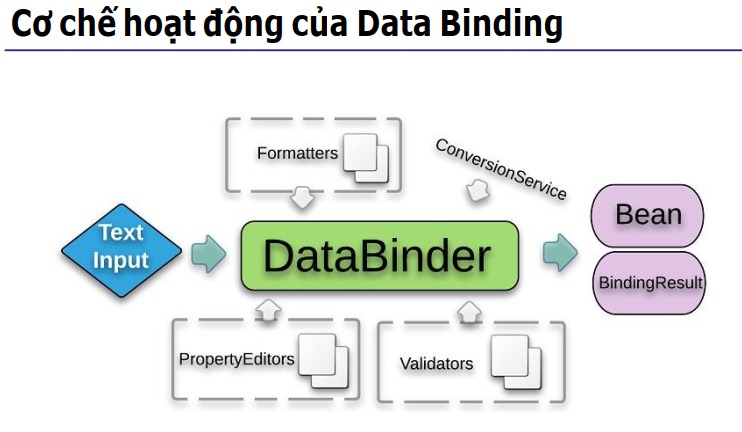 Cơ chế hoạt động của Data Binding
Formatters
ConversionService
Text
Input
DataBinder
Bean
BindingResult
PropertyEditors
Validators